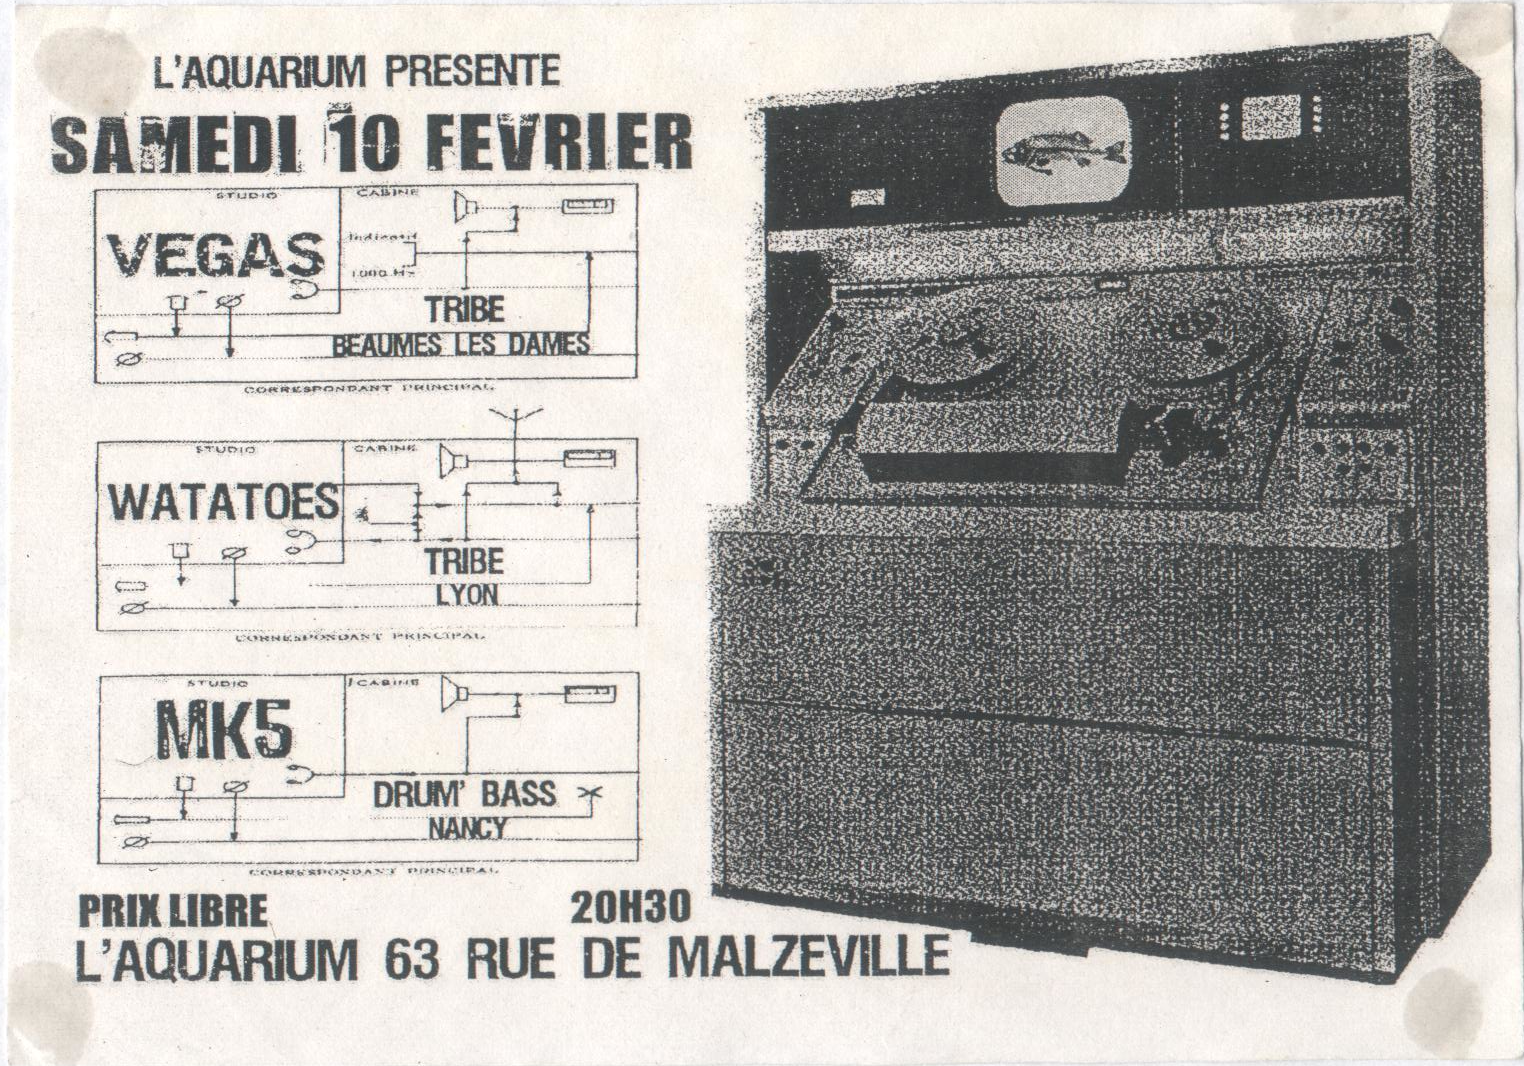 L'AQUARIUM PRESENTE
SAMEDI 10 FEVRIER
STUDIO
CABINE
VEGAS
Indicatif
1000 Hz
TRIBE
BEAUMES LES DAMES
CORRESPONDANT PRINCIPAL
STUDIO
CABINE
WATATOES
TRIBE
LYON
CORRESPONDANT PRINCIPAL
STUDIO
CABINE
MK5
DRUM' BASS
NANCY
CORRESPONDANT PRINCIPAL
PRIX LIBRE
20H30
L'AQUARIUM 63 RUE DE MALZEVILLE